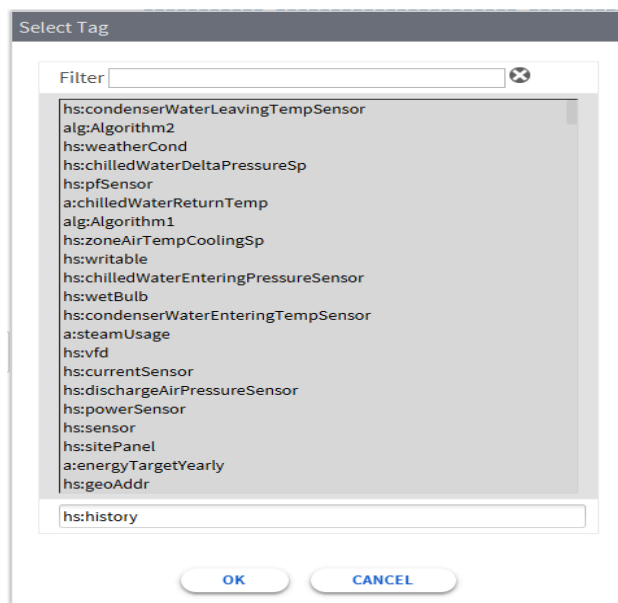 Select Tag
Filter
hs:condenserWaterLeavingTempSensor
alg:Algorithm2
hs:weatherCond
hs:chilledWaterDeltaPressureSp
hs:pfSensor
a:chilledWaterReturnTemp
alg:Algorithm1
hs:zoneAirTempCoolingSp
hs:writable
hs:chilledWaterEnteringPressureSensor
hs:wetBulb
hs:condenserWaterEnteringTempSensor
a:steamUsage
hs:vfd
hs:currentSensor
hs:dischargeAirPressureSensor
hs:powerSensor
hs:sensor
hs:sitePanel
a:energyTargetYearly
hs:geoAddr
hs:history
OK CANCEL